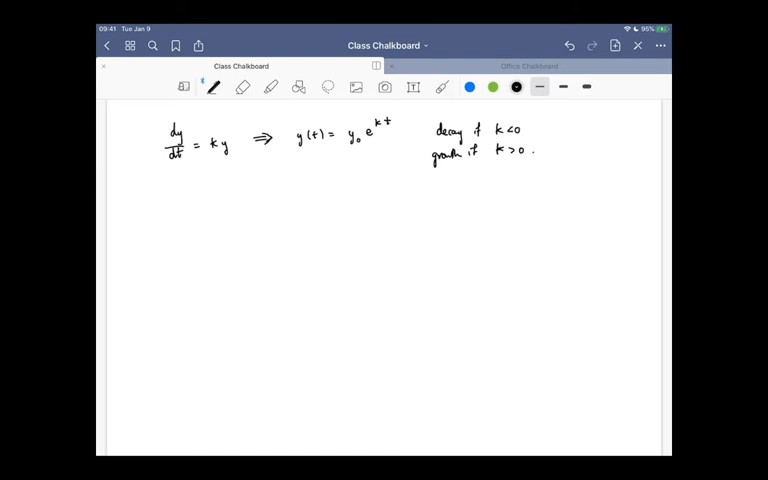 09:41 Tue Jan 9
95%
Class Chalkboard
Class Chalkboard
Office Chalkboard
dy/dt = ky ⇒ y(t) = y₀ e^{kt}
decay if k<0
growth if k>0.